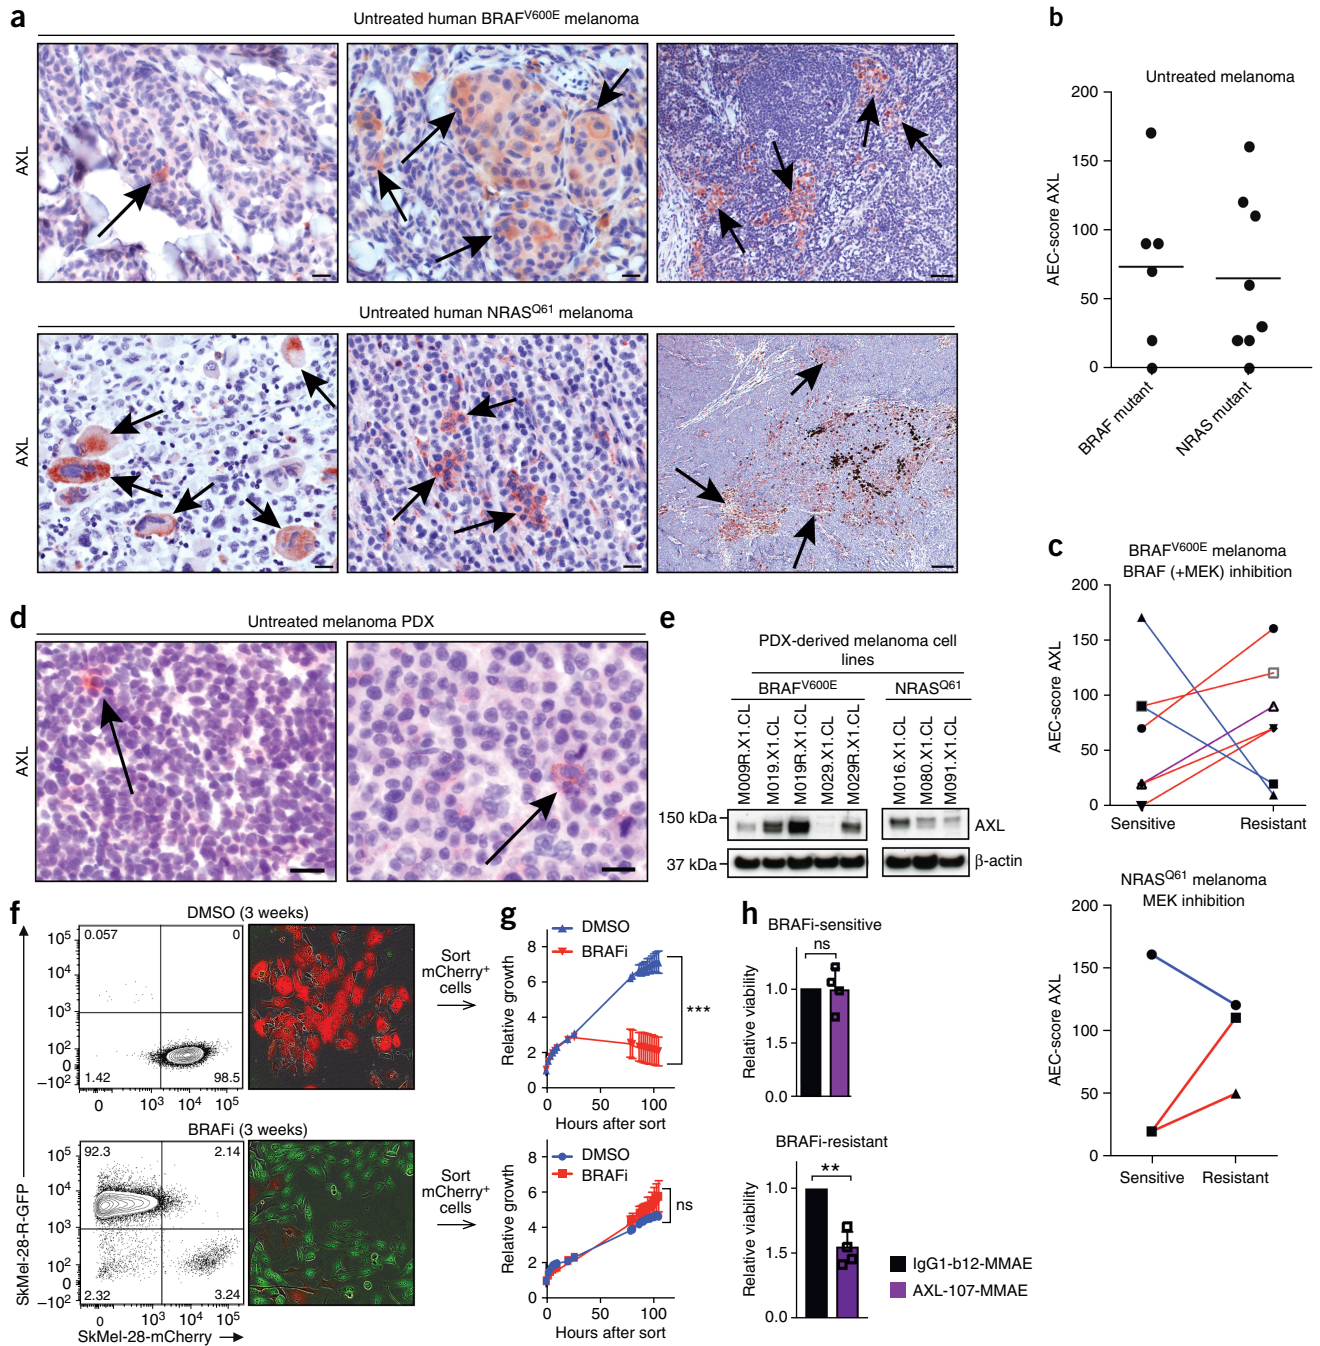 a
Untreated human BRAFV600E melanoma
AXL
Untreated human NRASQ61 melanoma
AXL
b
Untreated melanoma
AEC-score AXL
200
150
100
50
0
BRAF mutant
NRAS mutant
c
BRAFV600E melanoma
BRAF (+MEK) inhibition
AEC-score AXL
200
150
100
50
0
Sensitive
Resistant
NRASQ61 melanoma
MEK inhibition
AEC-score AXL
200
150
100
50
0
Sensitive
Resistant
d
Untreated melanoma PDX
AXL
e
PDX-derived melanoma cell
lines
BRAFV600E
NRASQ61
M009R.X1.CL
M019.X1.CL
M019R.X1.CL
M029.X1.CL
M029R.X1.CL
M016.X1.CL
M080.X1.CL
M091.X1.CL
150 kDa
AXL
37 kDa
β-actin
f
DMSO (3 weeks)
0.057
0
1.42
98.5
10⁵
10⁴
10³
10²
0
−10²
0
10³
10⁴
10⁵
Sort
mCherry⁺
cells
BRAFi (3 weeks)
92.3
2.14
2.32
3.24
10⁵
10⁴
10³
10²
0
−10²
0
10³
10⁴
10⁵
SkMel-28-R-GFP
SkMel-28-mCherry
Sort
mCherry⁺
cells
g
DMSO
BRAFi
Relative growth
8
6
4
2
0
***
0
50
100
Hours after sort
DMSO
BRAFi
Relative growth
8
6
4
2
0
ns
0
50
100
Hours after sort
h
BRAFi-sensitive
ns
Relative viability
1.0
1.5
0.0
BRAFi-resistant
**
Relative viability
1.0
1.5
0.0
IgG1-b12-MMAE
AXL-107-MMAE